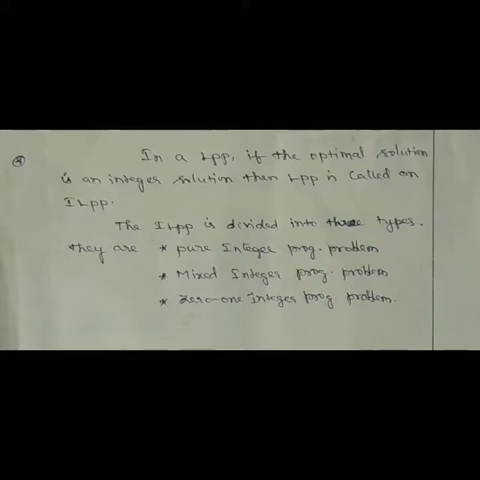 ④ In a LPP, if the optimal solution
is an integer solution then LPP is called an
ILPP.
The ILPP is divided into three types.
they are * pure Integer prog. problem
* Mixed Integer prog. problem
* Zero-one Integer prog. problem.